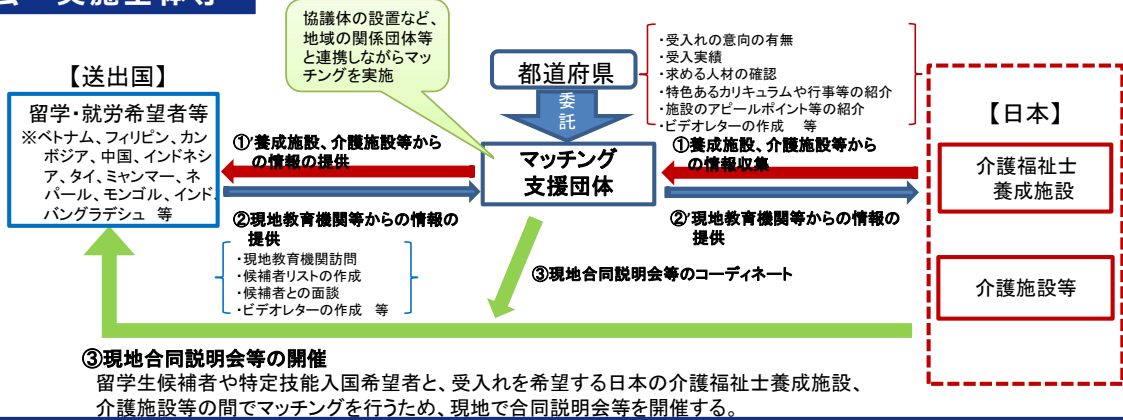 協議体の設置など、
地域の関係団体等
と連携しながらマッ
チングを実施
都道府県
委
託
・受入れの意向の有無
・受入実績
・求める人材の確認
・特色あるカリキュラムや行事等の紹介
・施設のアピールポイント等の紹介
・ビデオレターの作成　等
【送出国】
留学・就労希望者等
※ベトナム、フィリピン、カン
ボジア、中国、インドネシ
ア、タイ、ミャンマー、ネ
パール、モンゴル、インド、
バングラデシュ　等
①’養成施設、介護施設等から
の情報の提供
マッチング
支援団体
①養成施設、介護施設等から
の情報収集
【日本】
介護福祉士
養成施設
介護施設等
②現地教育機関等からの情報の
提供
・現地教育機関訪問
・候補者リストの作成
・候補者との面談
・ビデオレターの作成　等
②’現地教育機関等からの情報の
提供
③現地合同説明会等のコーディネート
③現地合同説明会等の開催
留学生候補者や特定技能入国希望者と、受入れを希望する日本の介護福祉士養成施設、
介護施設等の間でマッチングを行うため、現地で合同説明会等を開催する。